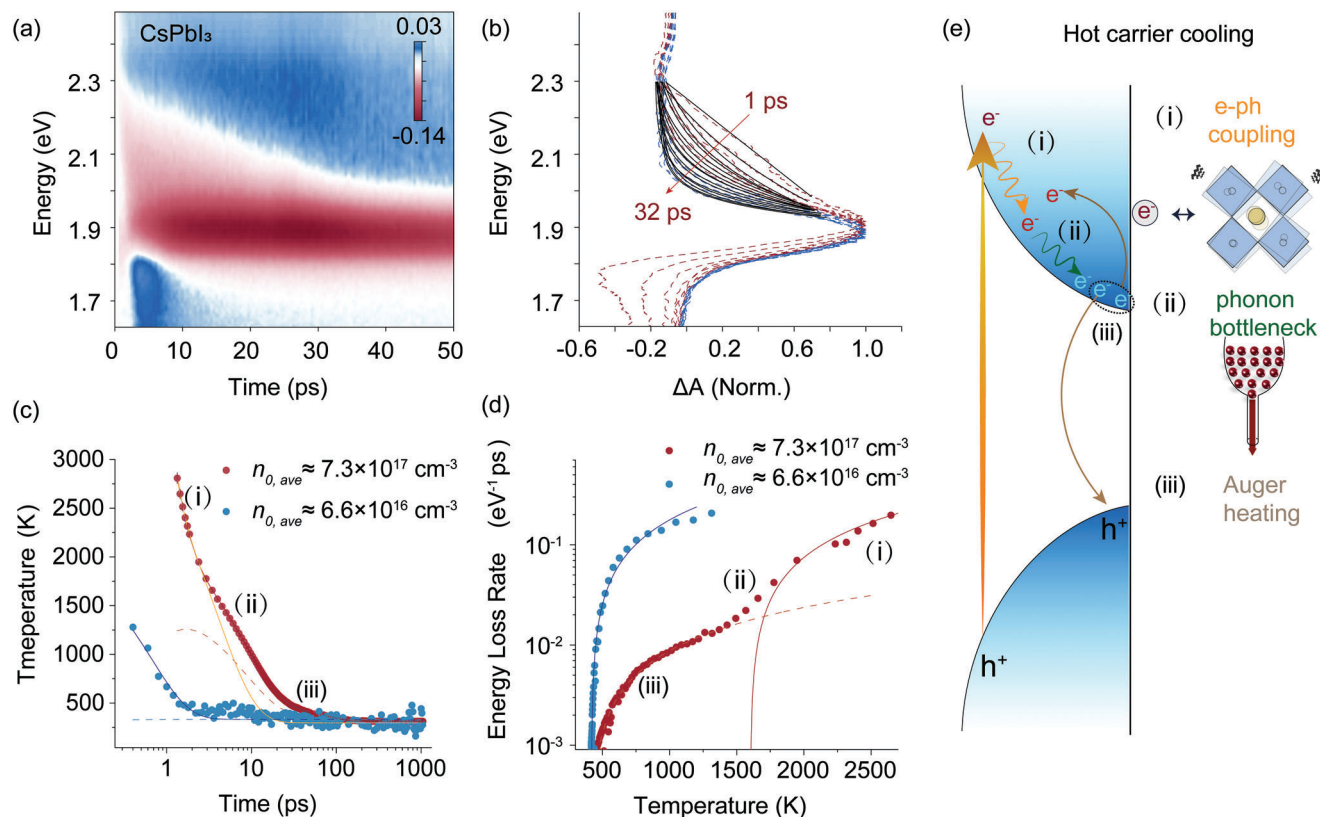 (a)
CsPbI₃
0.03
-0.14
Energy (eV)
2.3
2.1
1.9
1.7
0 10 20 30 40 50
Time (ps)
(b)
1 ps
32 ps
Energy (eV)
2.3
2.1
1.9
1.7
-0.6 -0.2 0.2 0.6 1.0
ΔA (Norm.)
(c)
n0, ave ≈ 7.3×10¹⁷ cm⁻³
n0, ave ≈ 6.6×10¹⁶ cm⁻³
(i)
(ii)
(iii)
Tmeperature (K)
3000
2500
2000
1500
1000
500
1 10 100 1000
Time (ps)
(d)
n0, ave ≈ 7.3×10¹⁷ cm⁻³
n0, ave ≈ 6.6×10¹⁶ cm⁻³
(i)
(ii)
(iii)
Energy Loss Rate (eV⁻¹ ps)
10⁻¹
10⁻²
10⁻³
500 1000 1500 2000 2500
Temperature (K)
(e)
Hot carrier cooling
e⁻
(i)
e⁻
e⁻
(ii)
e⁻
e⁻
e⁻
(iii)
h⁺
h⁺
(i)
e-ph
coupling
e⁻
(ii)
phonon
bottleneck
(iii)
Auger
heating